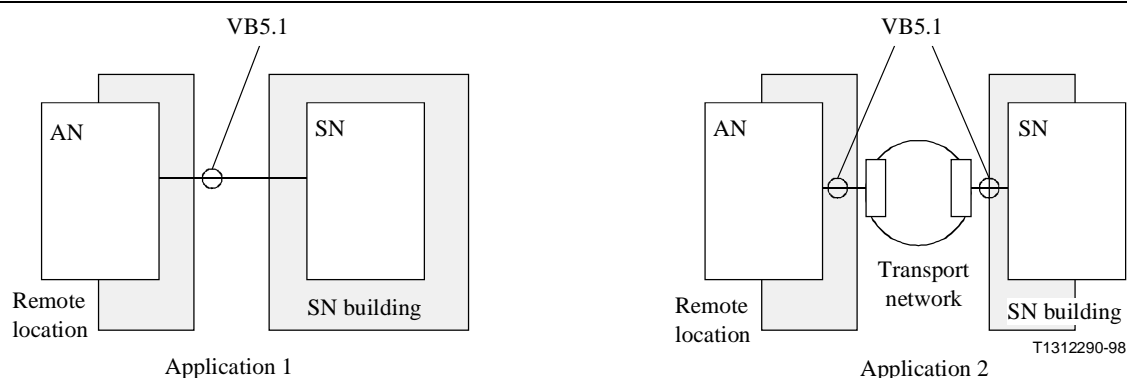 VB5.1
AN
SN
Remote
location
SN building
Application 1
VB5.1
AN
SN
Transport
network
Remote
location
SN building
T1312290-98
Application 2